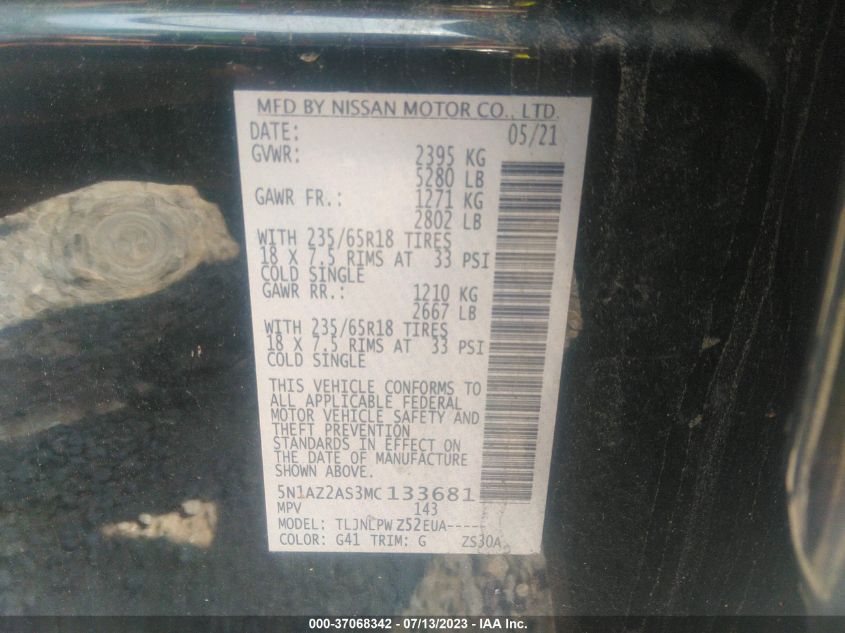 MFD BY NISSAN MOTOR CO., LTD.
DATE: 05/21
GVWR: 2395 KG
5280 LB
GAWR FR.: 1271 KG
2802 LB
WITH 235/65R18 TIRES
18 X 7.5 RIMS AT 33 PSI
COLD SINGLE
GAWR RR.: 1210 KG
2667 LB
WITH 235/65R18 TIRES
18 X 7.5 RIMS AT 33 PSI
COLD SINGLE
THIS VEHICLE CONFORMS TO
ALL APPLICABLE FEDERAL
MOTOR VEHICLE SAFETY AND
THEFT PREVENTION
STANDARDS IN EFFECT ON
THE DATE OF MANUFACTURE
SHOWN ABOVE.
5N1AZ2AS3MC133681
MPV 143
MODEL: TLJNLPW Z52EUA-----
COLOR: G41 TRIM: G ZS30A
000-37068342 - 07/13/2023 - IAA Inc.